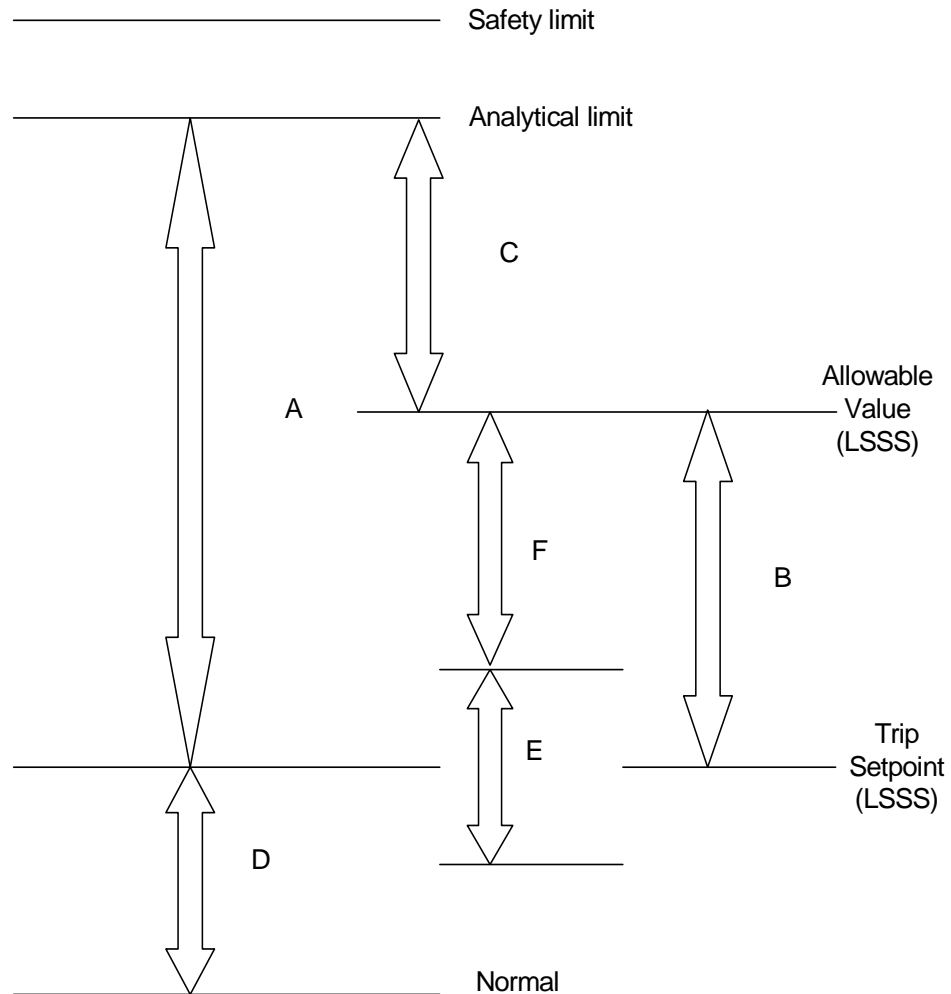 Safety limit
Analytical limit
C
Allowable
Value
(LSSS)
A
F
B
Trip
Setpoint
(LSSS)
E
D
Normal